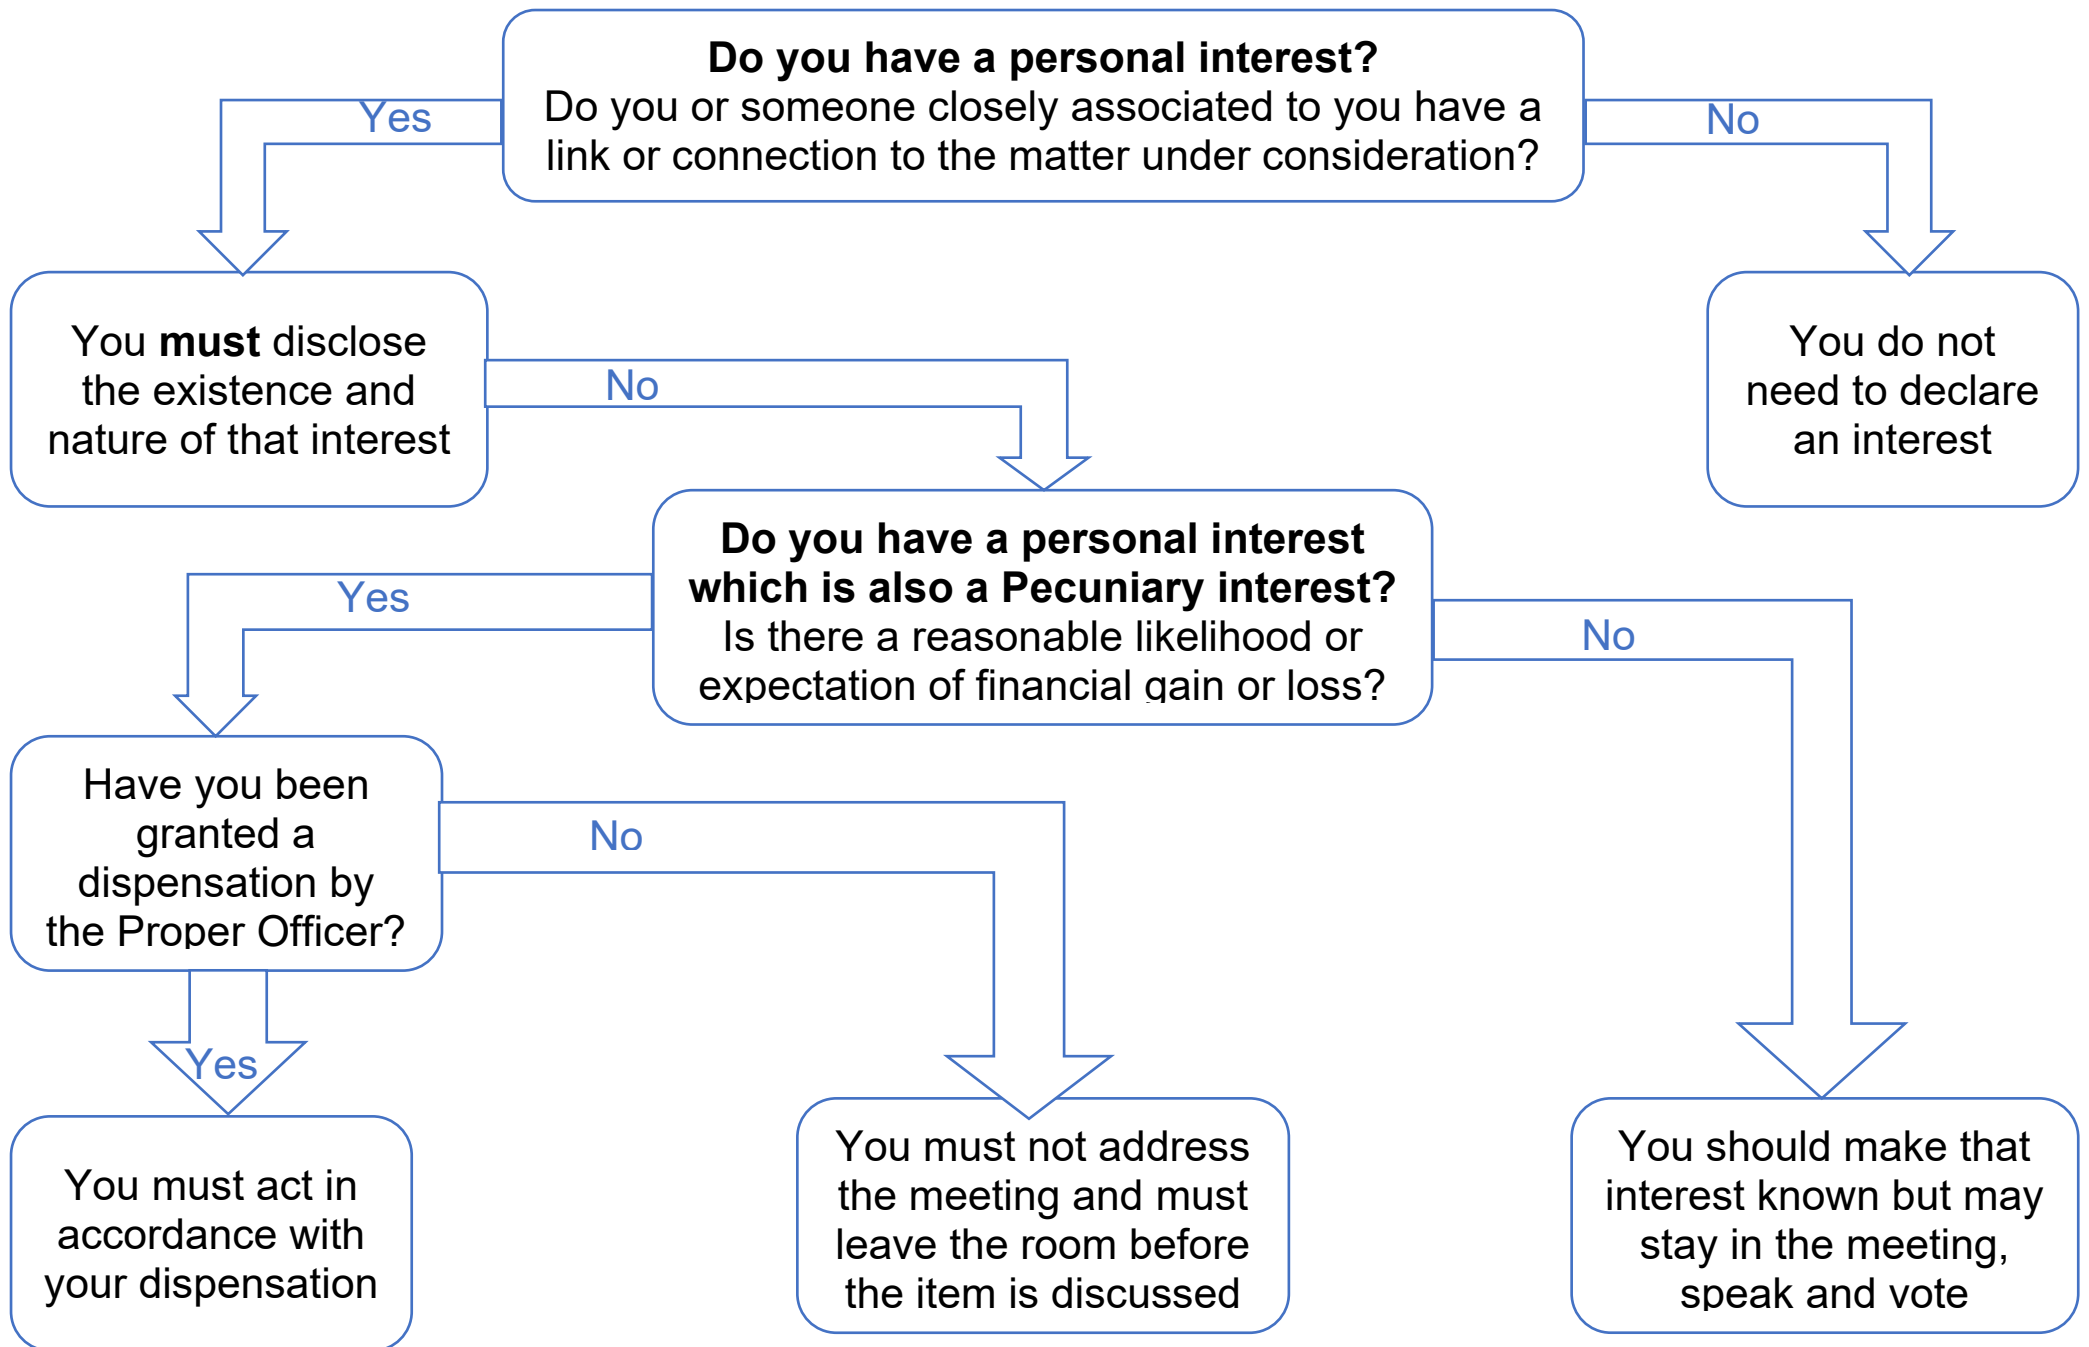 Do you have a personal interest?
Do you or someone closely associated to you have a
link or connection to the matter under consideration?
Yes
No
You must disclose
the existence and
nature of that interest
No
You do not
need to declare
an interest
Do you have a personal interest
which is also a Pecuniary interest?
Is there a reasonable likelihood or
expectation of financial gain or loss?
Yes
No
Have you been
granted a
dispensation by
the Proper Officer?
No
Yes
You must act in
accordance with
your dispensation
You must not address
the meeting and must
leave the room before
the item is discussed
You should make that
interest known but may
stay in the meeting,
speak and vote